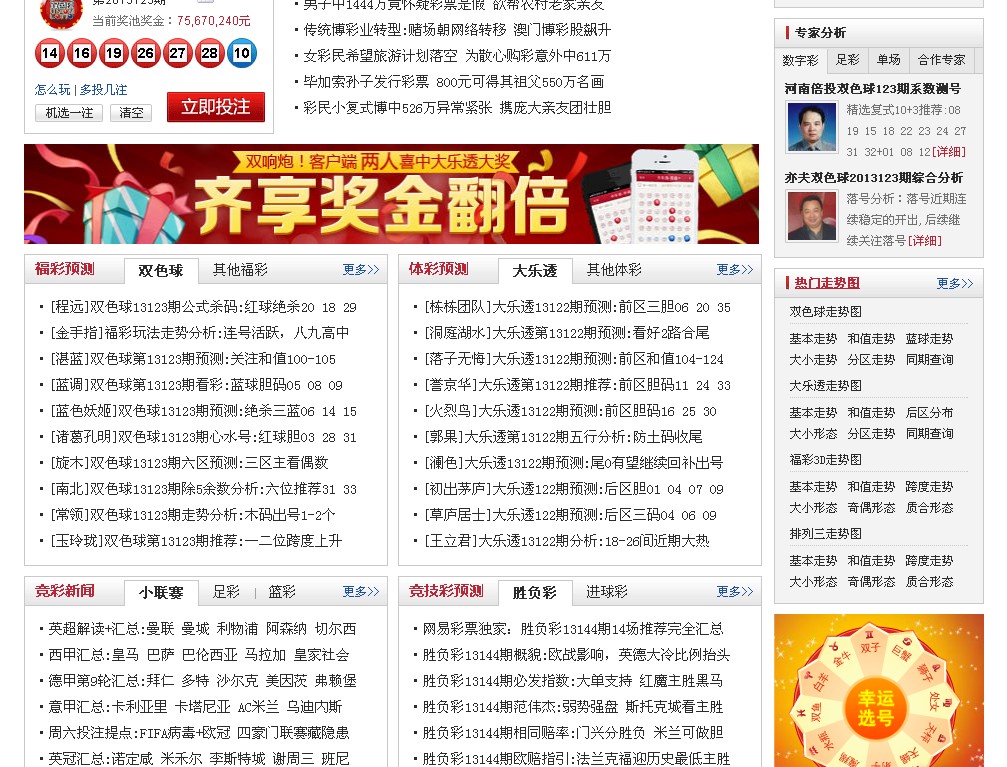 第2013123期
当前奖池奖金：75,670,240元
14 16 19 26 27 28 10
怎么玩 | 多投几注
机选一注 清空 立即投注
男子中1444万竟怀疑彩票是假 欲帮农村老家亲友
传统博彩业转型:赌场朝网络转移 澳门博彩股飙升
女彩民希望旅游计划落空 为散心购彩意外中611万
毕加索孙子发行彩票 800元可得其祖父550万名画
彩民小复式博中526万异常紧张 携庞大亲友团壮胆
双响炮！客户端 两人喜中大乐透大奖
齐享奖金翻倍
福彩预测 双色球 其他福彩 更多>>
[程远]双色球13123期公式杀码:红球绝杀20 18 29
[金手指]福彩玩法走势分析:连号活跃，八九高中
[湛蓝]双色球第13123期预测:关注和值100-105
[蓝调]双色球第13123期看彩:蓝球胆码05 08 09
[蓝色妖姬]双色球13123期预测:绝杀三蓝06 14 15
[诸葛孔明]双色球13123期心水号:红球胆03 28 31
[旋木]双色球13123期六区预测:三区主看偶数
[南北]双色球13123期除5余数分析:六位推荐31 33
[常领]双色球13123期走势分析:木码出号1-2个
[玉玲珑]双色球第13123期推荐:一二位跨度上升
体彩预测 大乐透 其他体彩 更多>>
[栋栋团队]大乐透13122期预测:前区三胆06 20 35
[洞庭湖水]大乐透第13122期预测:看好2路合尾
[落子无悔]大乐透13122期预测:前区和值104-124
[誉京华]大乐透第13122期推荐:前区胆码11 24 33
[火烈鸟]大乐透13122期预测:前区胆码16 25 30
[郭果]大乐透第13122期五行分析:防土码收尾
[澜色]大乐透第13122期预测:尾0有望继续回补出号
[初出茅庐]大乐透122期预测:后区胆01 04 07 09
[草庐居士]大乐透122期预测:后区三码04 06 09
[王立君]大乐透13122期分析:18-26间近期大热
竞彩新闻 小联赛 足彩 | 篮彩 更多>>
英超解读+汇总:曼联 曼城 利物浦 阿森纳 切尔西
西甲汇总:皇马 巴萨 巴伦西亚 马拉加 皇家社会
德甲第9轮汇总:拜仁 多特 沙尔克 美因茨 弗赖堡
意甲汇总:卡利亚里 卡塔尼亚 AC米兰 乌迪内斯
周六投注提点:FIFA病毒+欧冠 四豪门联赛藏隐患
英冠汇总:诺定咸 米禾尔 李斯特城 谢周三 班尼
竞技彩预测 胜负彩 进球彩 更多>>
网易彩票独家：胜负彩13144期14场推荐完全汇总
胜负彩13144期概貌:欧战影响，英德大冷比例抬头
胜负彩13144期必发指数:大单支持 红魔主胜黑马
胜负彩13144期范伟杰:弱势强盘 斯托克城看主胜
胜负彩13144期相同赔率:门兴分胜负 米兰可做胆
胜负彩13144期欧赔指引:法兰克福迎历史最低主胜
专家分析
数字彩 足彩 单场 合作专家
河南倍投双色球123期系数测号
精选复式10+3推荐:08
19 15 18 22 23 24 27
31 32+01 08 12[详细]
亦夫双色球2013123期综合分析
落号分析：落号近期连
续稳定的开出,后续继
续关注落号[详细]
热门走势图 更多>>
双色球走势图
基本走势 和值走势 蓝球走势
大小走势 分区走势 同期查询
大乐透走势图
基本走势 和值走势 后区分布
大小形态 分区走势 同期查询
福彩3D走势图
基本走势 和值走势 跨度走势
大小形态 奇偶形态 质合形态
排列三走势图
基本走势 和值走势 跨度走势
大小形态 奇偶形态 质合形态
双子
金牛 巨蟹
白羊 狮子
双鱼 幸运选号 处女
水瓶 天秤